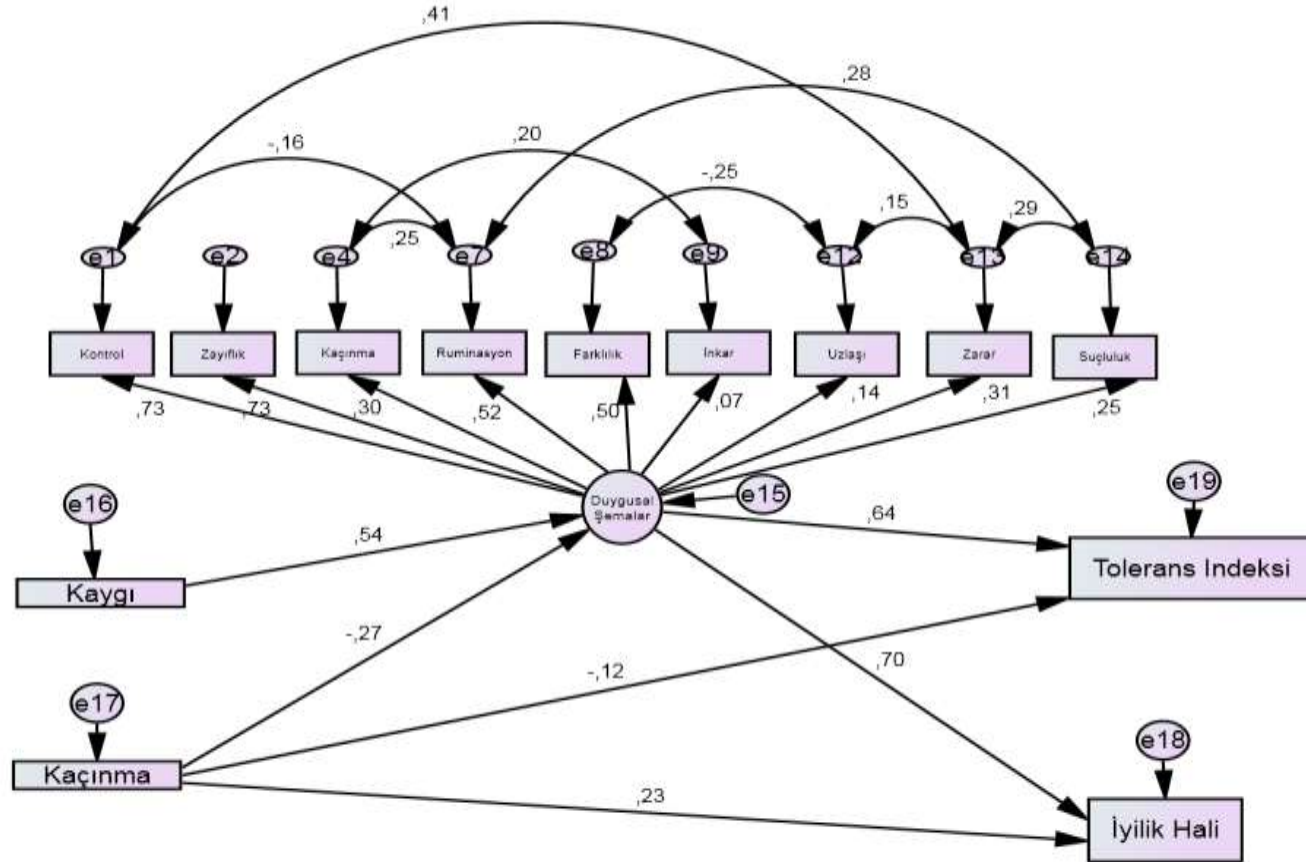 ,41
,28
-,16
,20
-,25
,15
,29
,25
e1
e2
e4
e7
e8
e9
e12
e13
e14
Kontrol
Zayıflık
Kaçınma
Ruminasyon
Farklılık
İnkar
Uzlaşı
Zarar
Suçluluk
,73
,73
,30
,52
,50
,07
,14
,31
,25
e16
Duygusal
Şemalar
e15
e19
,54
,64
Kaygı
Tolerans Indeksi
-,27
-,12
,70
e17
e18
Kaçınma
,23
İyilik Hali